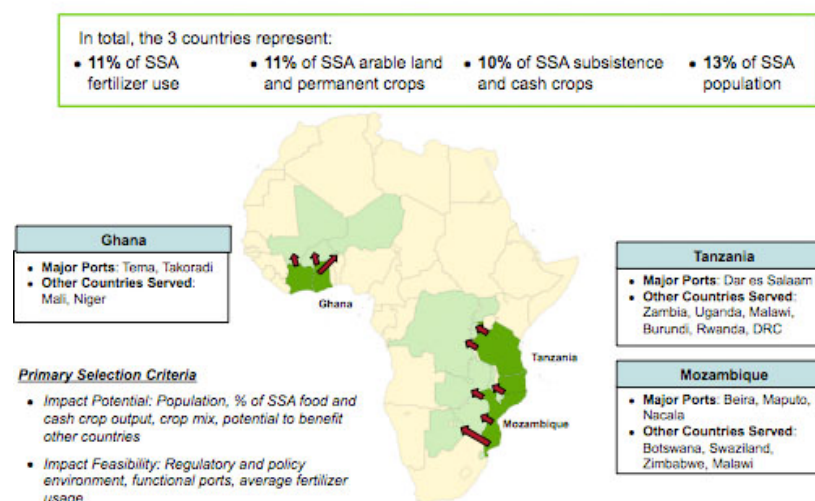 In total, the 3 countries represent:
• 11% of SSA
fertilizer use
• 11% of SSA arable land
and permanent crops
• 10% of SSA subsistence
and cash crops
• 13% of SSA
population
Ghana
• Major Ports: Tema, Takoradi
• Other Countries Served:
Mali, Niger
Ghana
Tanzania
• Major Ports: Dar es Salaam
• Other Countries Served:
Zambia, Uganda, Malawi,
Burundi, Rwanda, DRC
Tanzania
Mozambique
• Major Ports: Beira, Maputo,
Nacala
• Other Countries Served:
Botswana, Swaziland,
Zimbabwe, Malawi
Mozambique
Primary Selection Criteria
• Impact Potential: Population, % of SSA food and
cash crop output, crop mix, potential to benefit
other countries
• Impact Feasibility: Regulatory and policy
environment, functional ports, average fertilizer
usage